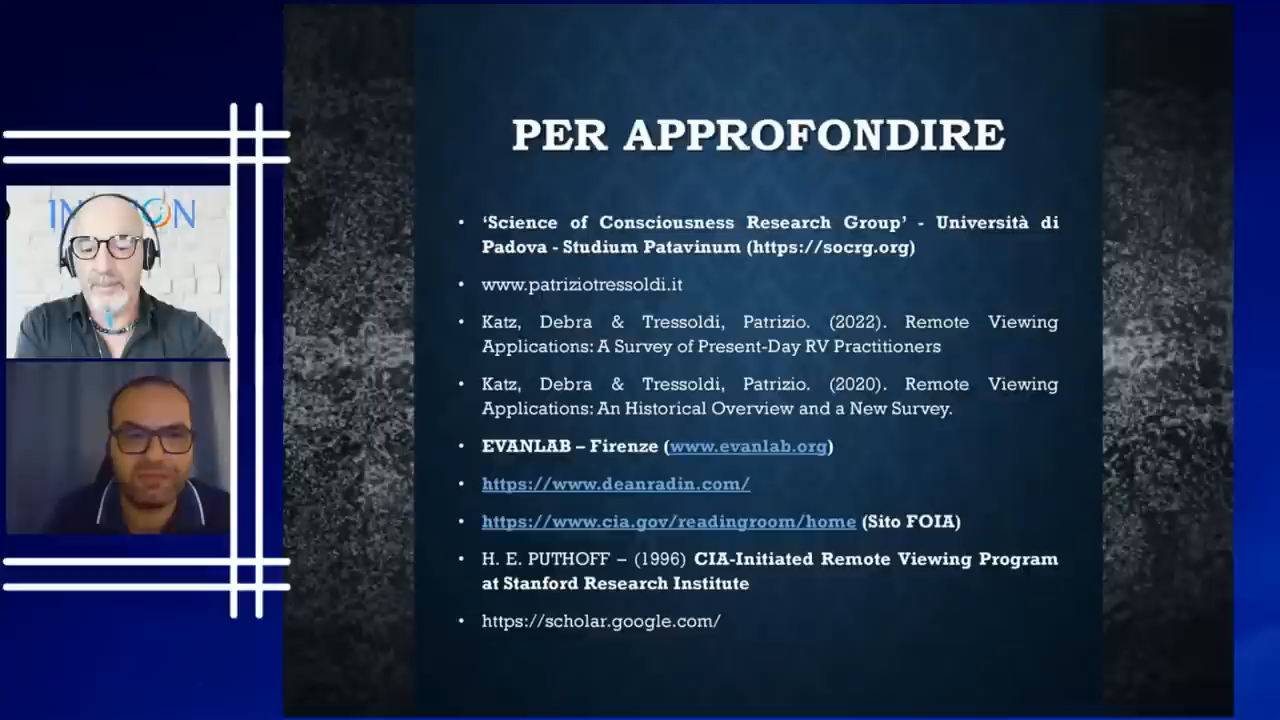 PER APPROFONDIRE
• ‘Science of Consciousness Research Group’ - Università di
Padova - Studium Patavinum (https://socrg.org)
• www.patriziotressoldi.it
• Katz, Debra & Tressoldi, Patrizio. (2022). Remote Viewing
Applications: A Survey of Present-Day RV Practitioners
• Katz, Debra & Tressoldi, Patrizio. (2020). Remote Viewing
Applications: An Historical Overview and a New Survey.
• EVANLAB – Firenze (www.evanlab.org)
• https://www.deanradin.com/
• https://www.cia.gov/readingroom/home (Sito FOIA)
• H. E. PUTHOFF – (1996) CIA-Initiated Remote Viewing Program
at Stanford Research Institute
• https://scholar.google.com/